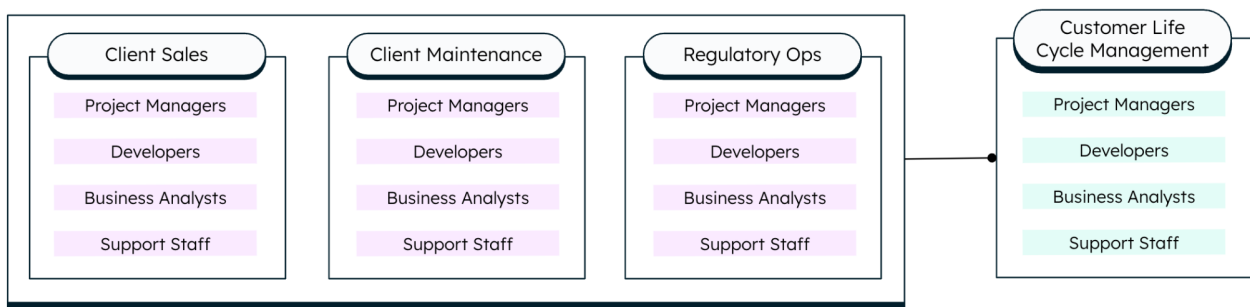 Client Sales
Project Managers
Developers
Business Analysts
Support Staff
Client Maintenance
Project Managers
Developers
Business Analysts
Support Staff
Regulatory Ops
Project Managers
Developers
Business Analysts
Support Staff
Customer Life
Cycle Management
Project Managers
Developers
Business Analysts
Support Staff